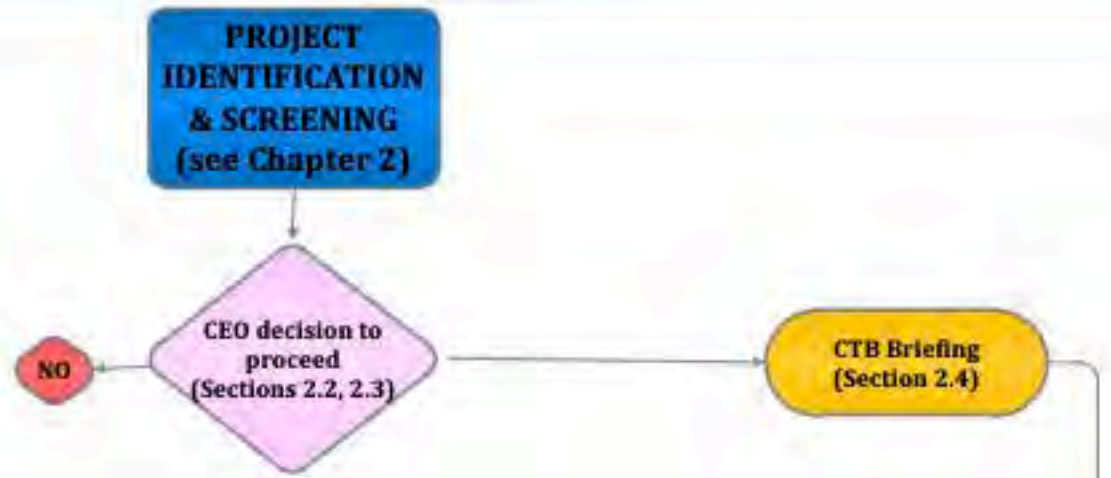 PROJECT
IDENTIFICATION
& SCREENING
(see Chapter 2)
CEO decision to
proceed
(Sections 2.2, 2.3)
NO
CTB Briefing
(Section 2.4)